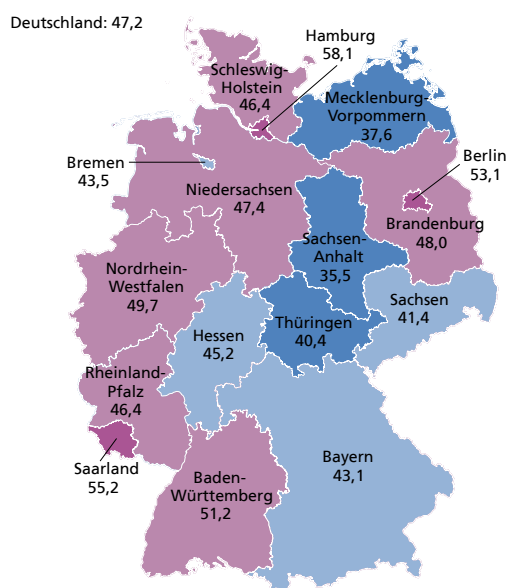 Deutschland: 47,2
Hamburg
58,1
Schleswig-
Holstein
46,4
Mecklenburg-
Vorpommern
37,6
Bremen
43,5
Berlin
53,1
Niedersachsen
47,4
Brandenburg
48,0
Sachsen-
Anhalt
35,5
Nordrhein-
Westfalen
49,7
Sachsen
41,4
Hessen
45,2
Thüringen
40,4
Rheinland-
Pfalz
46,4
Saarland
55,2
Baden-
Württemberg
51,2
Bayern
43,1